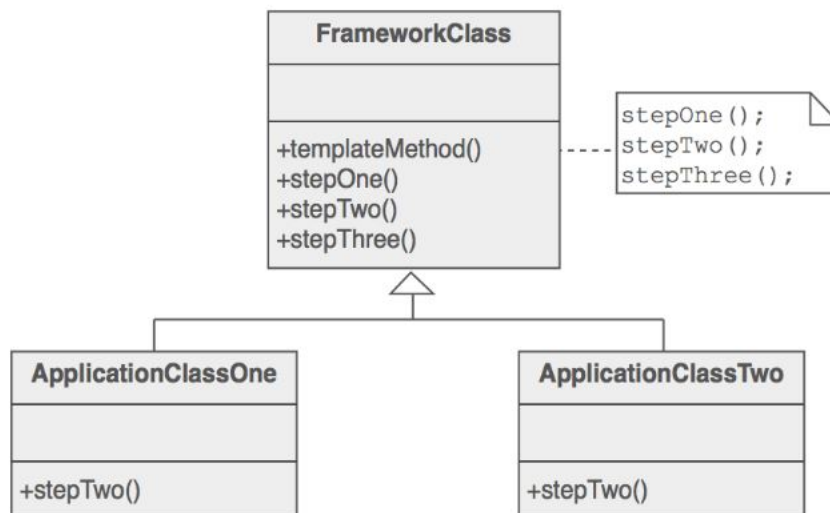 FrameworkClass
+templateMethod()
+stepOne()
+stepTwo()
+stepThree()
stepOne();
stepTwo();
stepThree();
ApplicationClassOne
+stepTwo()
ApplicationClassTwo
+stepTwo()